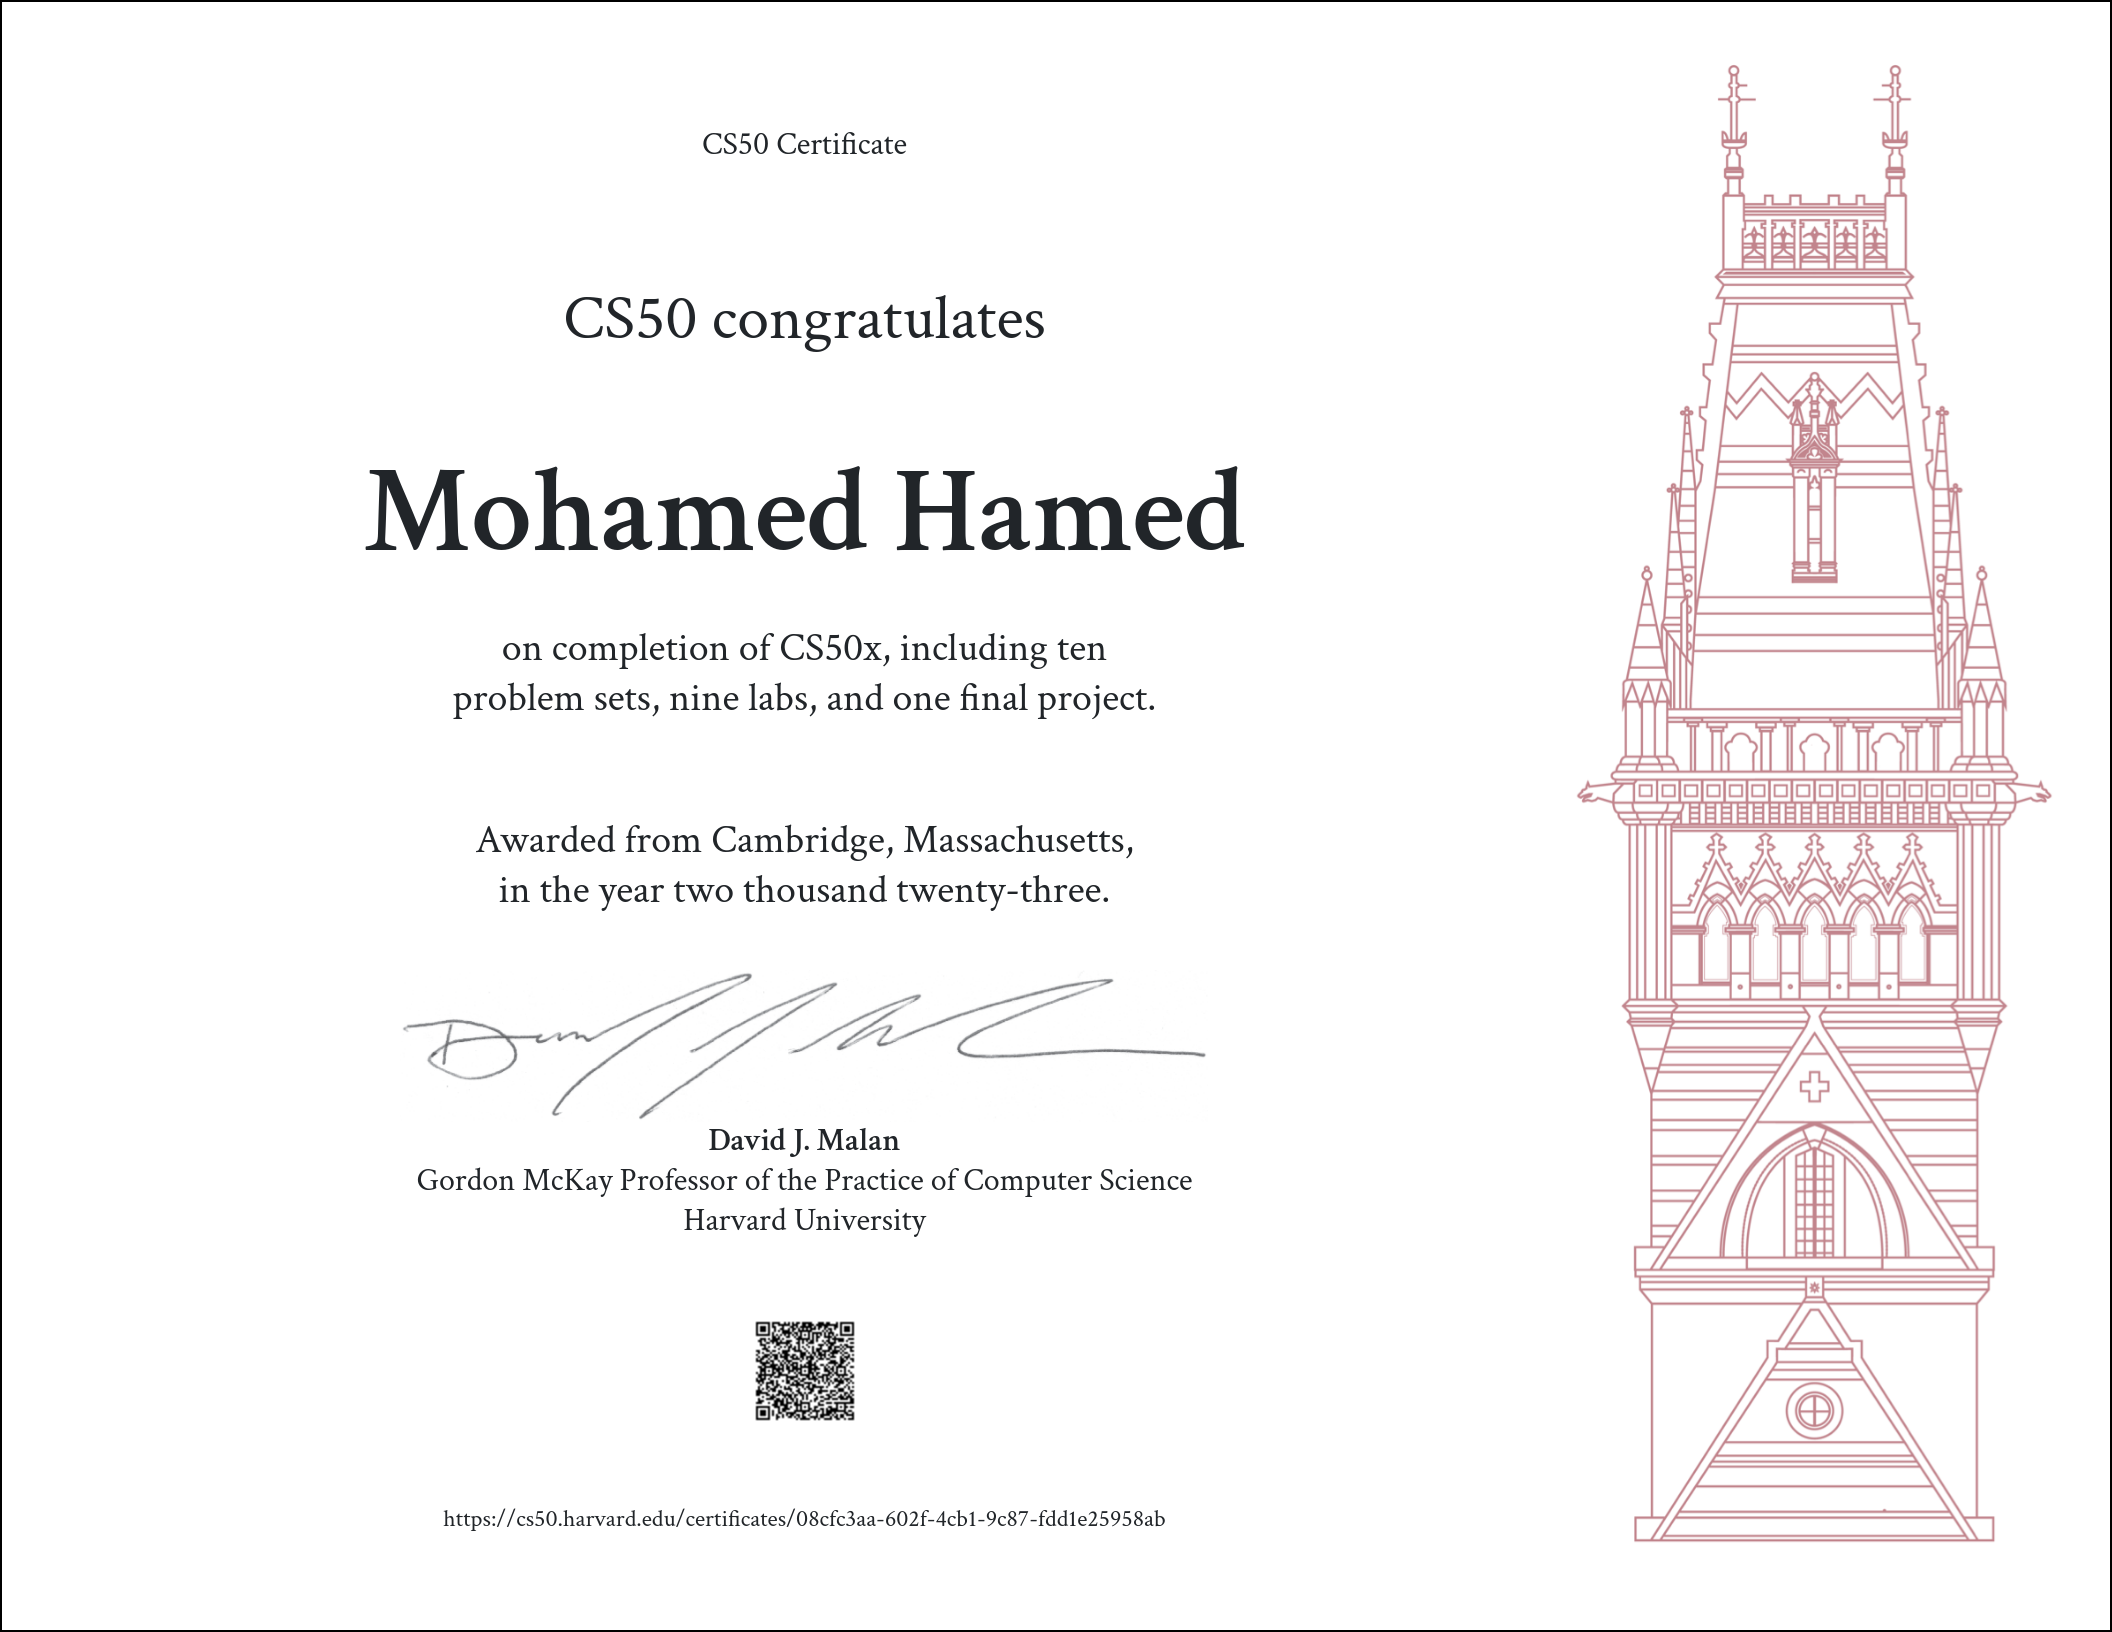 CS50 Certificate
CS50 congratulates
Mohamed Hamed
on completion of CS50x, including ten
problem sets, nine labs, and one final project.
Awarded from Cambridge, Massachusetts,
in the year two thousand twenty-three.
David J. Malan
Gordon McKay Professor of the Practice of Computer Science
Harvard University
https://cs50.harvard.edu/certificates/08cfc3aa-602f-4cb1-9c87-fdd1e25958ab